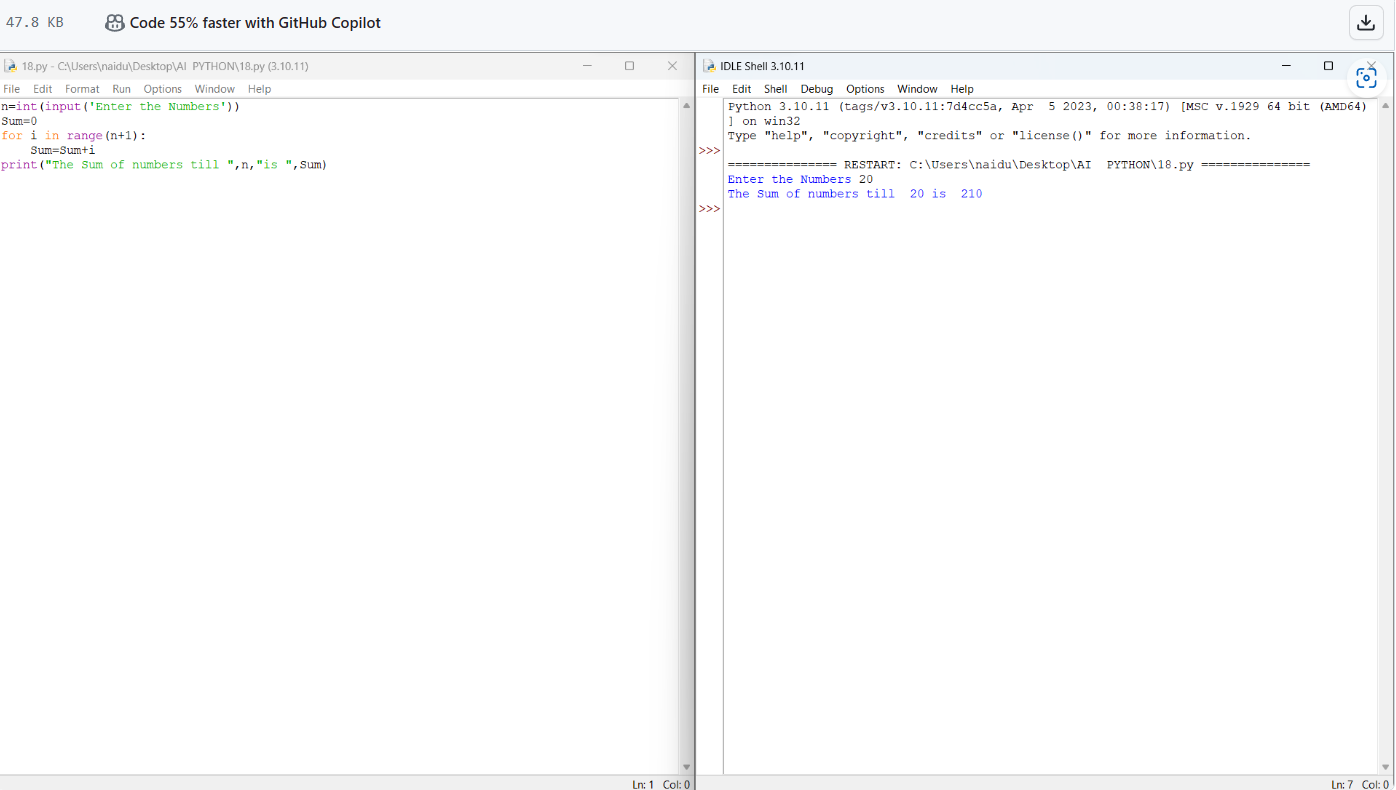 47.8 KB Code 55% faster with GitHub Copilot
18.py - C:\Users\naidu\Desktop\AI  PYTHON\18.py (3.10.11)
File Edit Format Run Options Window Help
n=int(input('Enter the Numbers'))
Sum=0
for i in range(n+1):
    Sum=Sum+i
print("The Sum of numbers till ",n,"is ",Sum)
Ln: 1 Col: 0
IDLE Shell 3.10.11
File Edit Shell Debug Options Window Help
Python 3.10.11 (tags/v3.10.11:7d4cc5a, Apr  5 2023, 00:38:17) [MSC v.1929 64 bit (AMD64)
] on win32
Type "help", "copyright", "credits" or "license()" for more information.
>>>
=============== RESTART: C:\Users\naidu\Desktop\AI  PYTHON\18.py ===============
Enter the Numbers 20
The Sum of numbers till  20 is  210
>>>
Ln: 7 Col: 0